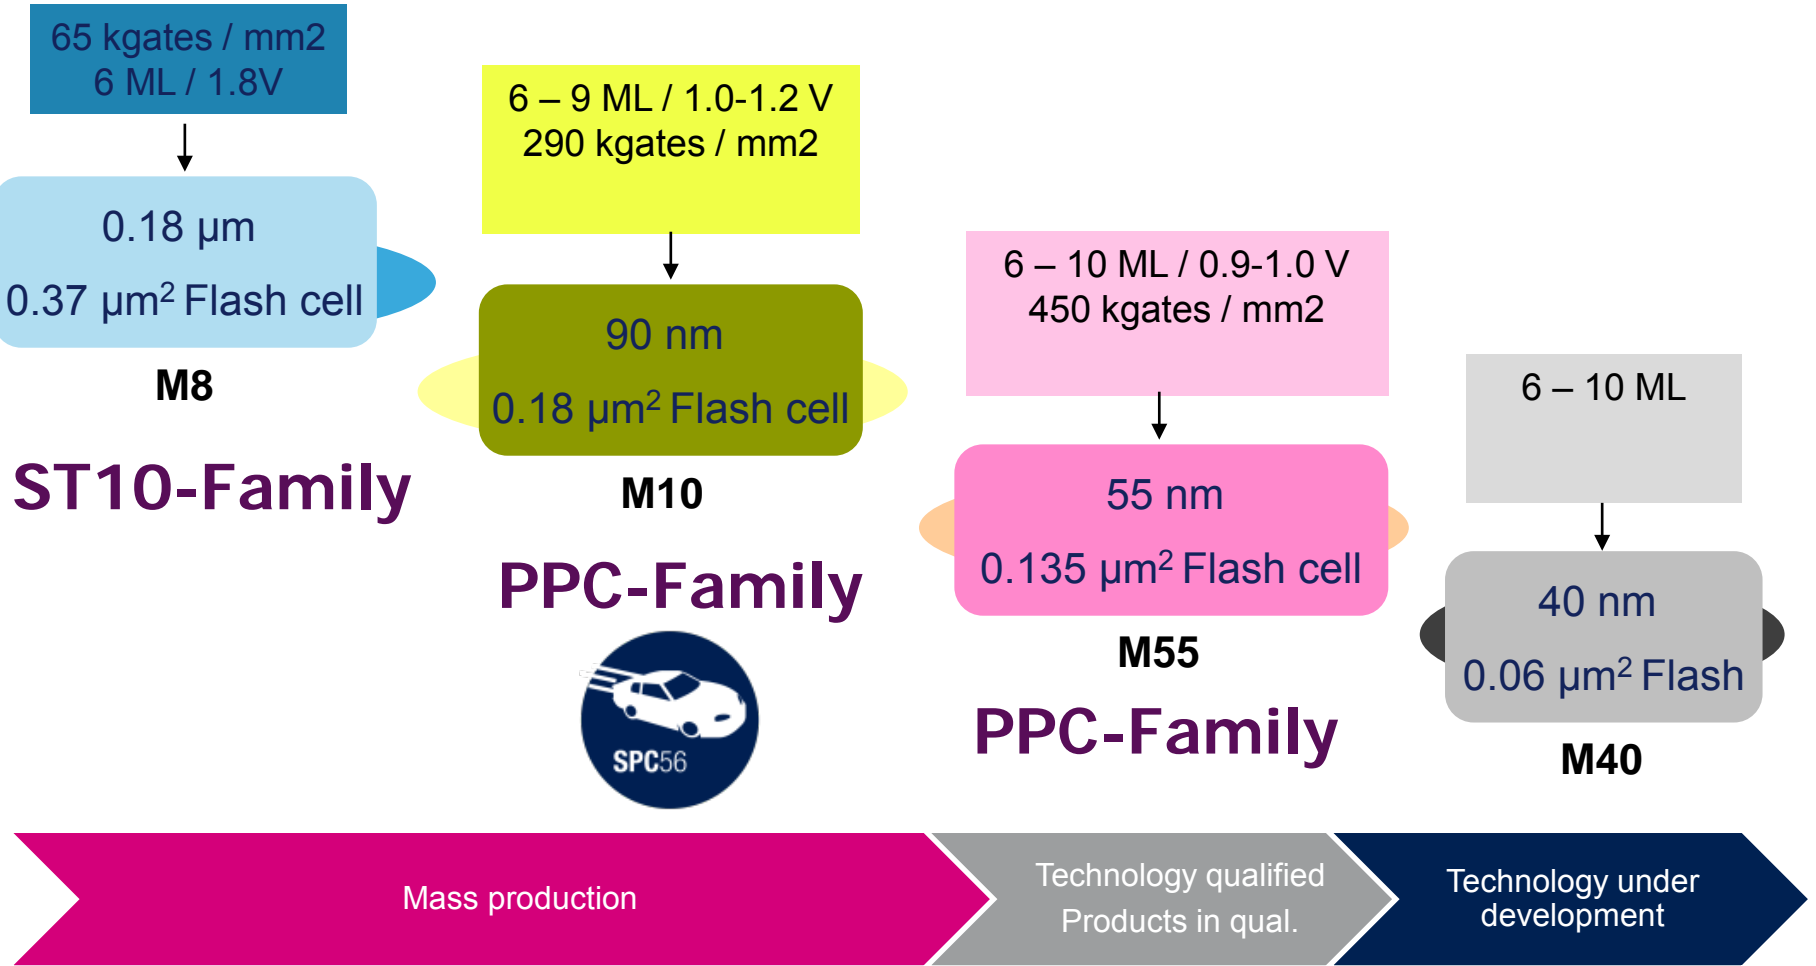 65 kgates / mm2
6 ML / 1.8V
0.18 µm
0.37 µm² Flash cell
M8
ST10-Family
6 – 9 ML / 1.0-1.2 V
290 kgates / mm2
90 nm
0.18 µm² Flash cell
M10
PPC-Family
SPC56
6 – 10 ML / 0.9-1.0 V
450 kgates / mm2
55 nm
0.135 µm² Flash cell
M55
PPC-Family
6 – 10 ML
40 nm
0.06 µm² Flash
M40
Mass production
Technology qualified
Products in qual.
Technology under
development